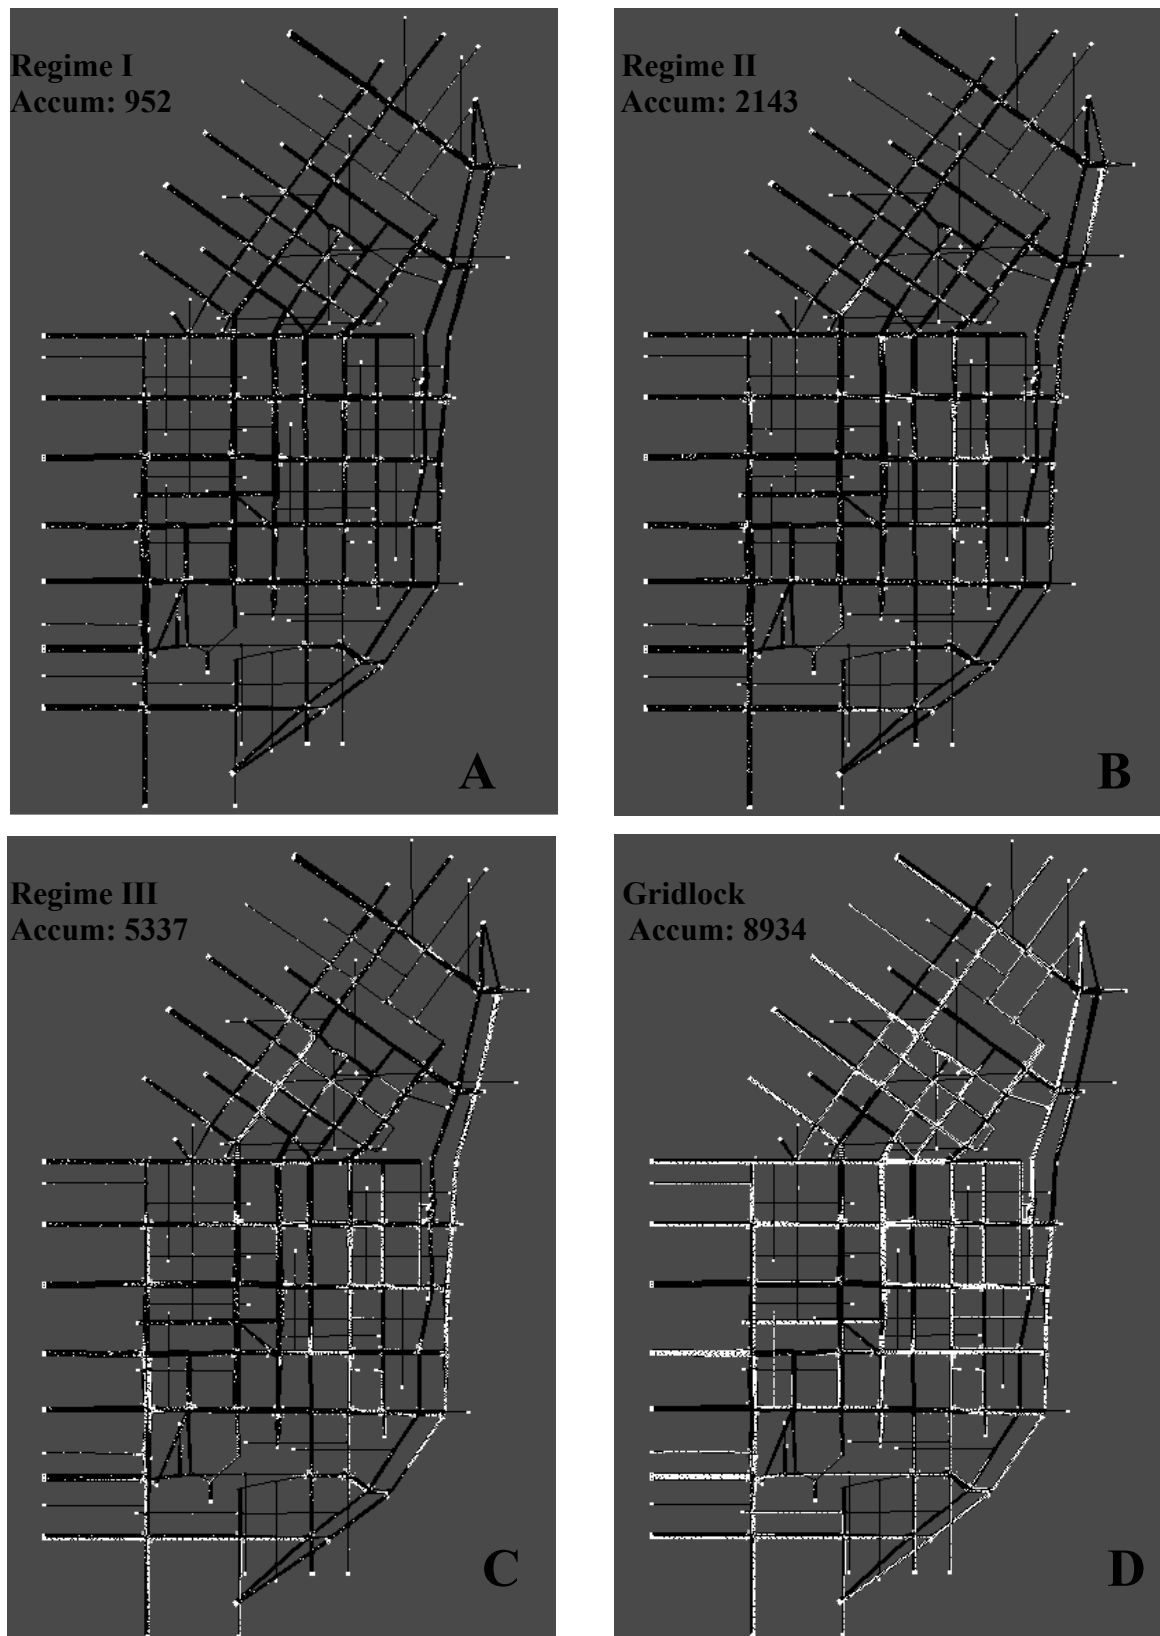 Regime I
Accum: 952
A
Regime II
Accum: 2143
B
Regime III
Accum: 5337
C
Gridlock
Accum: 8934
D